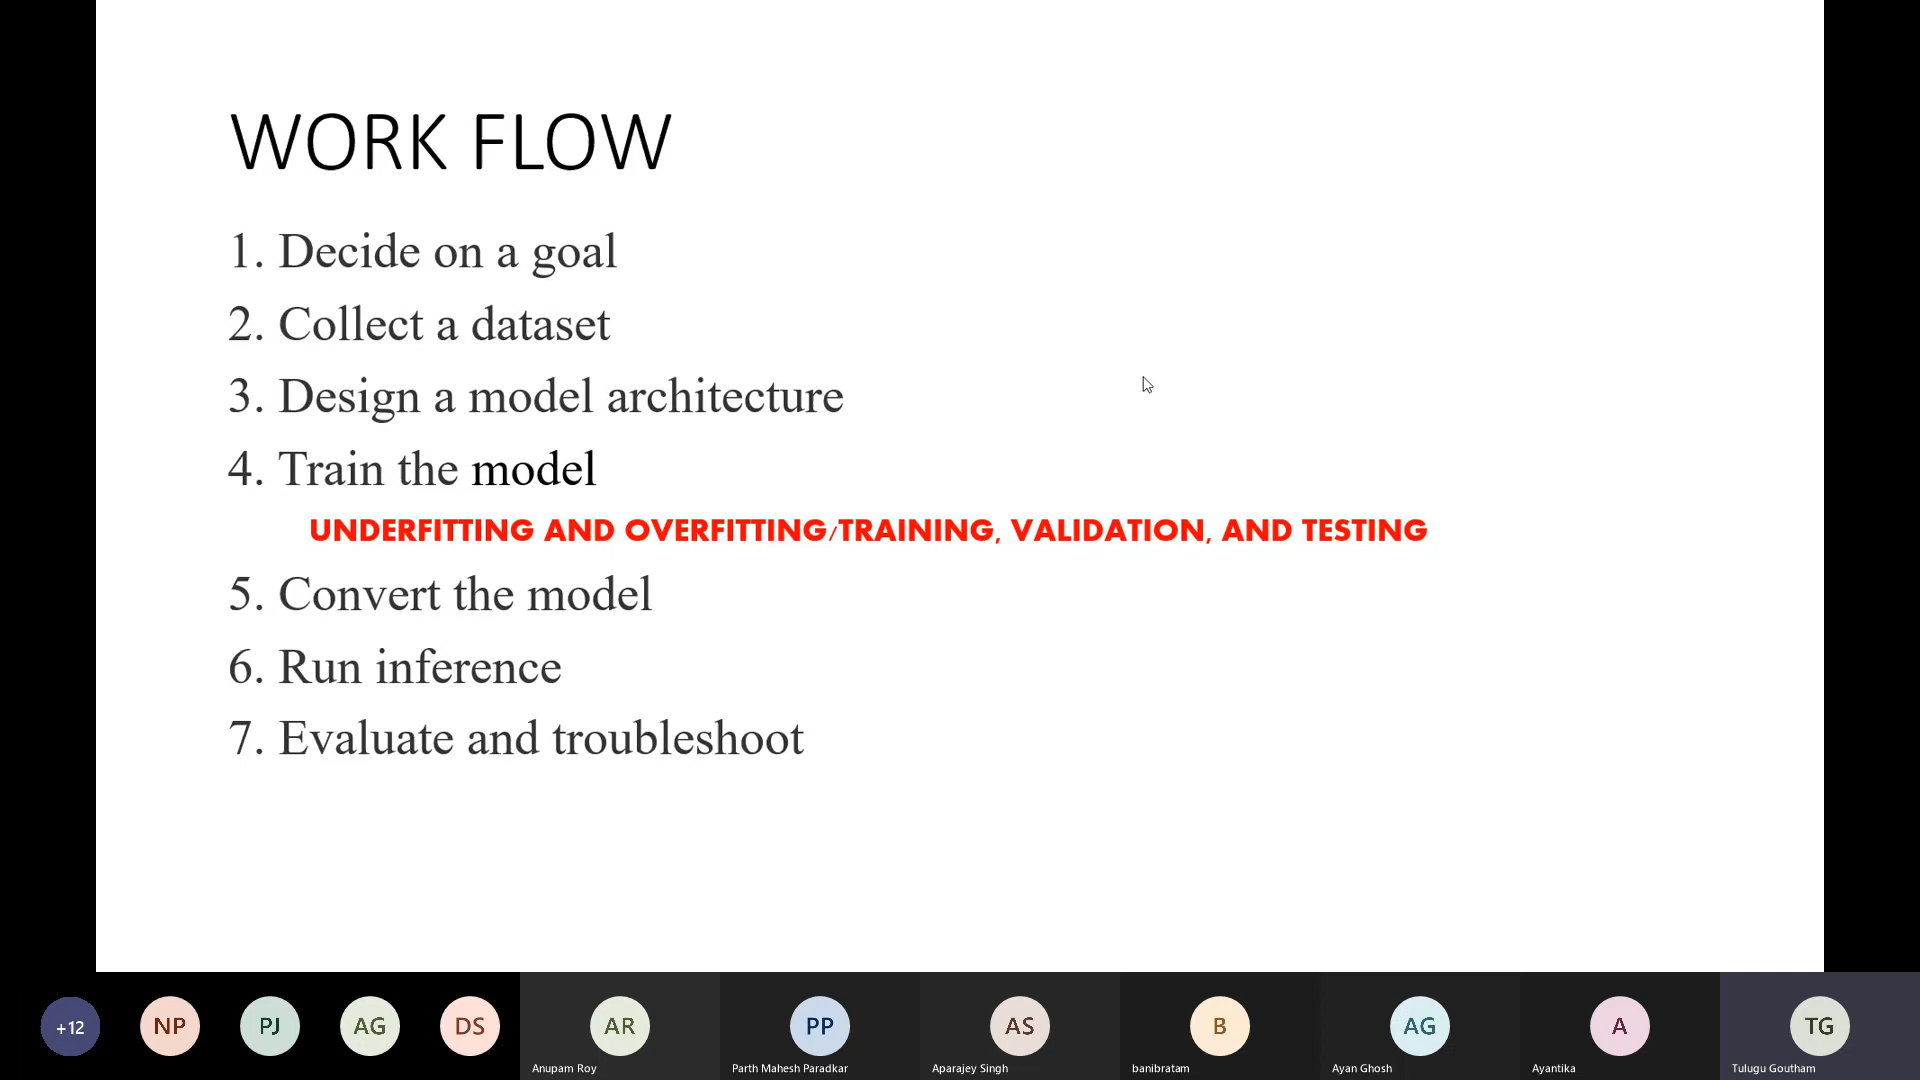 WORK FLOW
1. Decide on a goal
2. Collect a dataset
3. Design a model architecture
4. Train the model
UNDERFITTING AND OVERFITTING/TRAINING, VALIDATION, AND TESTING
5. Convert the model
6. Run inference
7. Evaluate and troubleshoot
+12
NP
PJ
AG
DS
AR
PP
AS
B
AG
A
TG
Anupam Roy
Parth Mahesh Paradkar
Aparajey Singh
banibratam
Ayan Ghosh
Ayantika
Tulugu Goutham